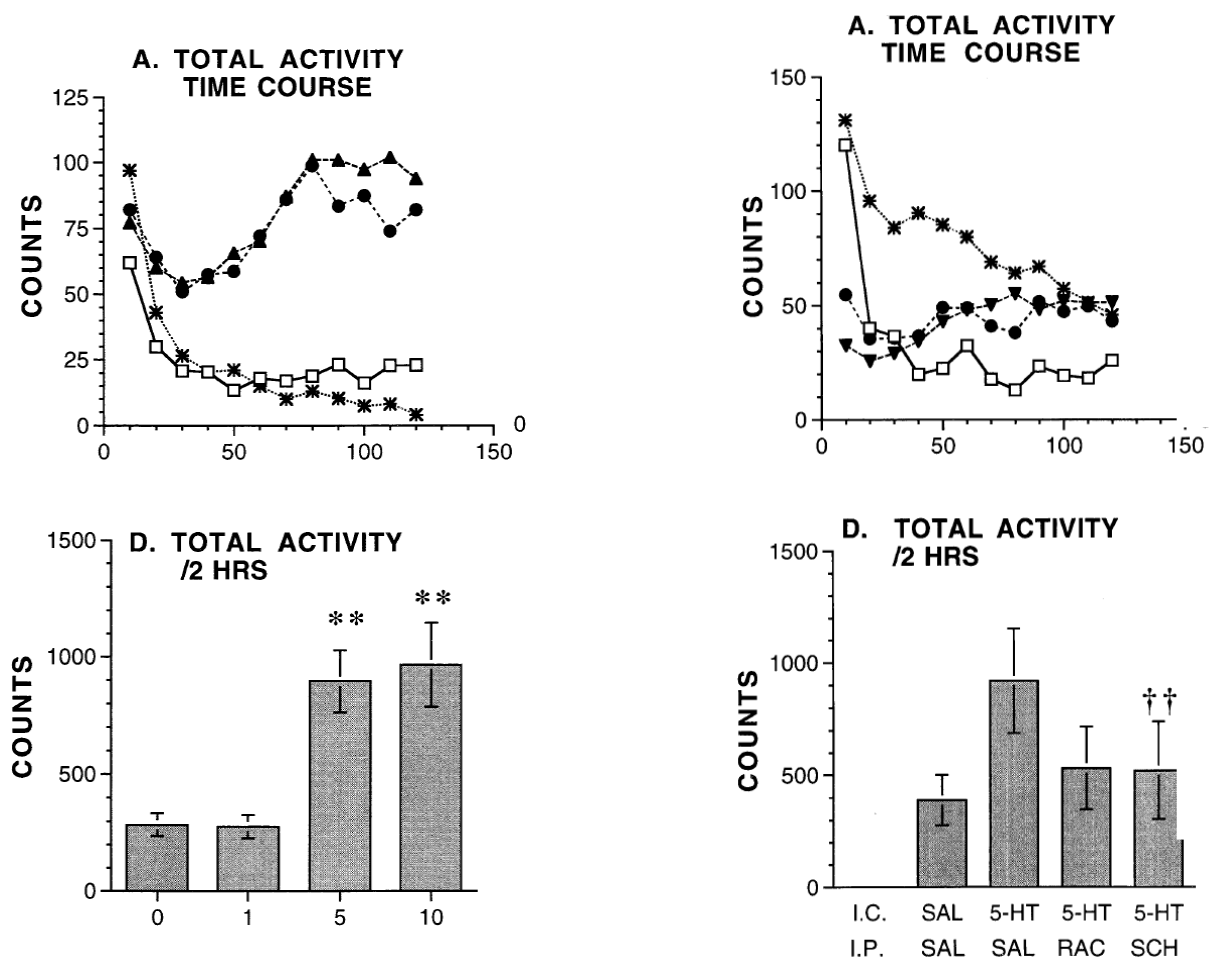 A. TOTAL ACTIVITY
TIME COURSE
125
100
75
50
25
0
COUNTS
0
50
100
150
0
A. TOTAL ACTIVITY
TIME COURSE
150
100
50
0
COUNTS
0
50
100
150
D. TOTAL ACTIVITY
/2 HRS
1500
1000
500
0
COUNTS
**
**
0
1
5
10
D. TOTAL ACTIVITY
/2 HRS
1500
1000
500
0
COUNTS
††
I.C. SAL 5-HT 5-HT 5-HT
I.P. SAL SAL RAC SCH